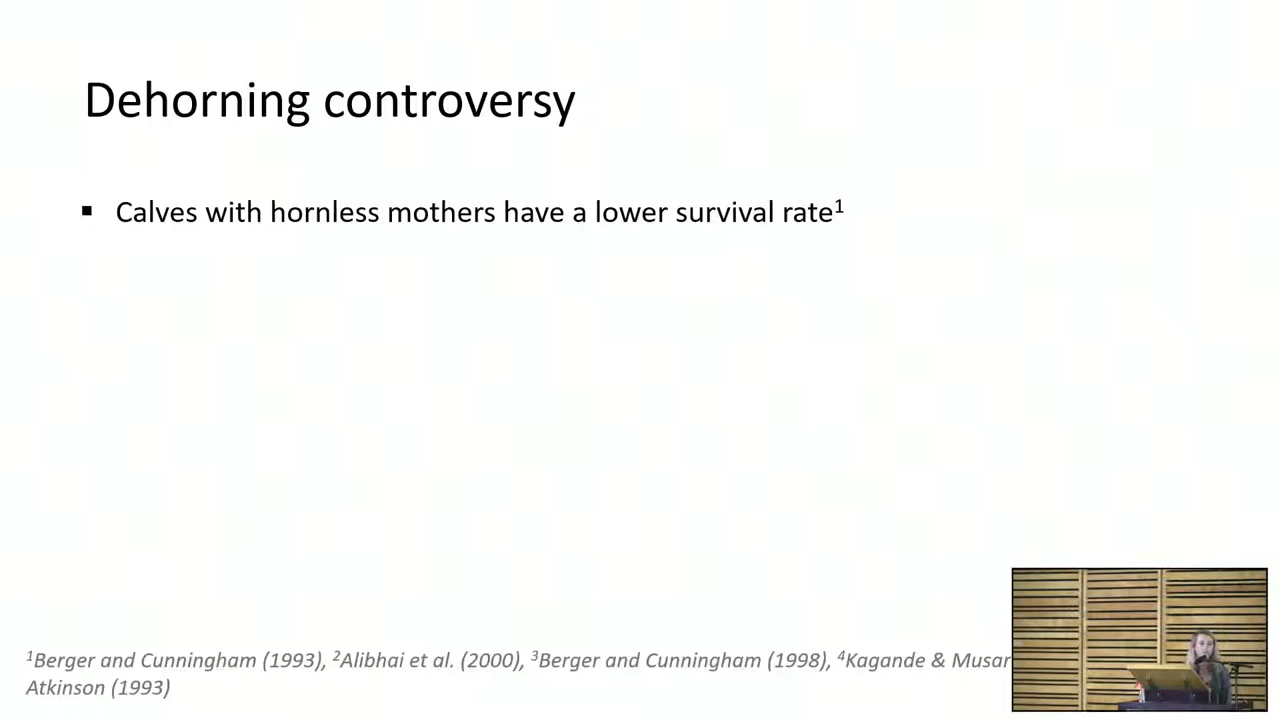 Dehorning controversy
▪ Calves with hornless mothers have a lower survival rate¹
¹Berger and Cunningham (1993), ²Alibhai et al. (2000), ³Berger and Cunningham (1998), ⁴Kagande &
Atkinson (1993)